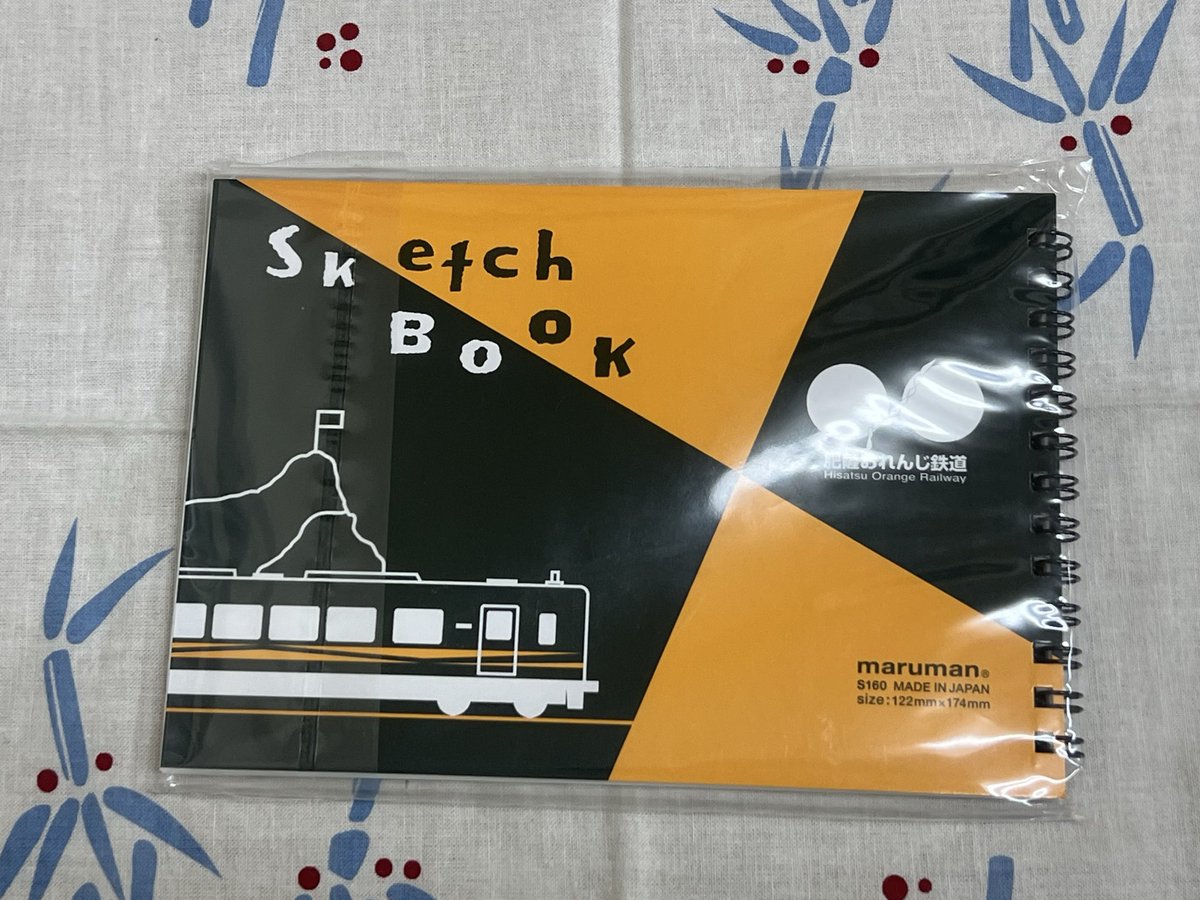 Sketch
Book
肥薩おれんじ鉄道
Hisatsu Orange Railway
maruman®
S160 MADE IN JAPAN
size:122mm×174mm